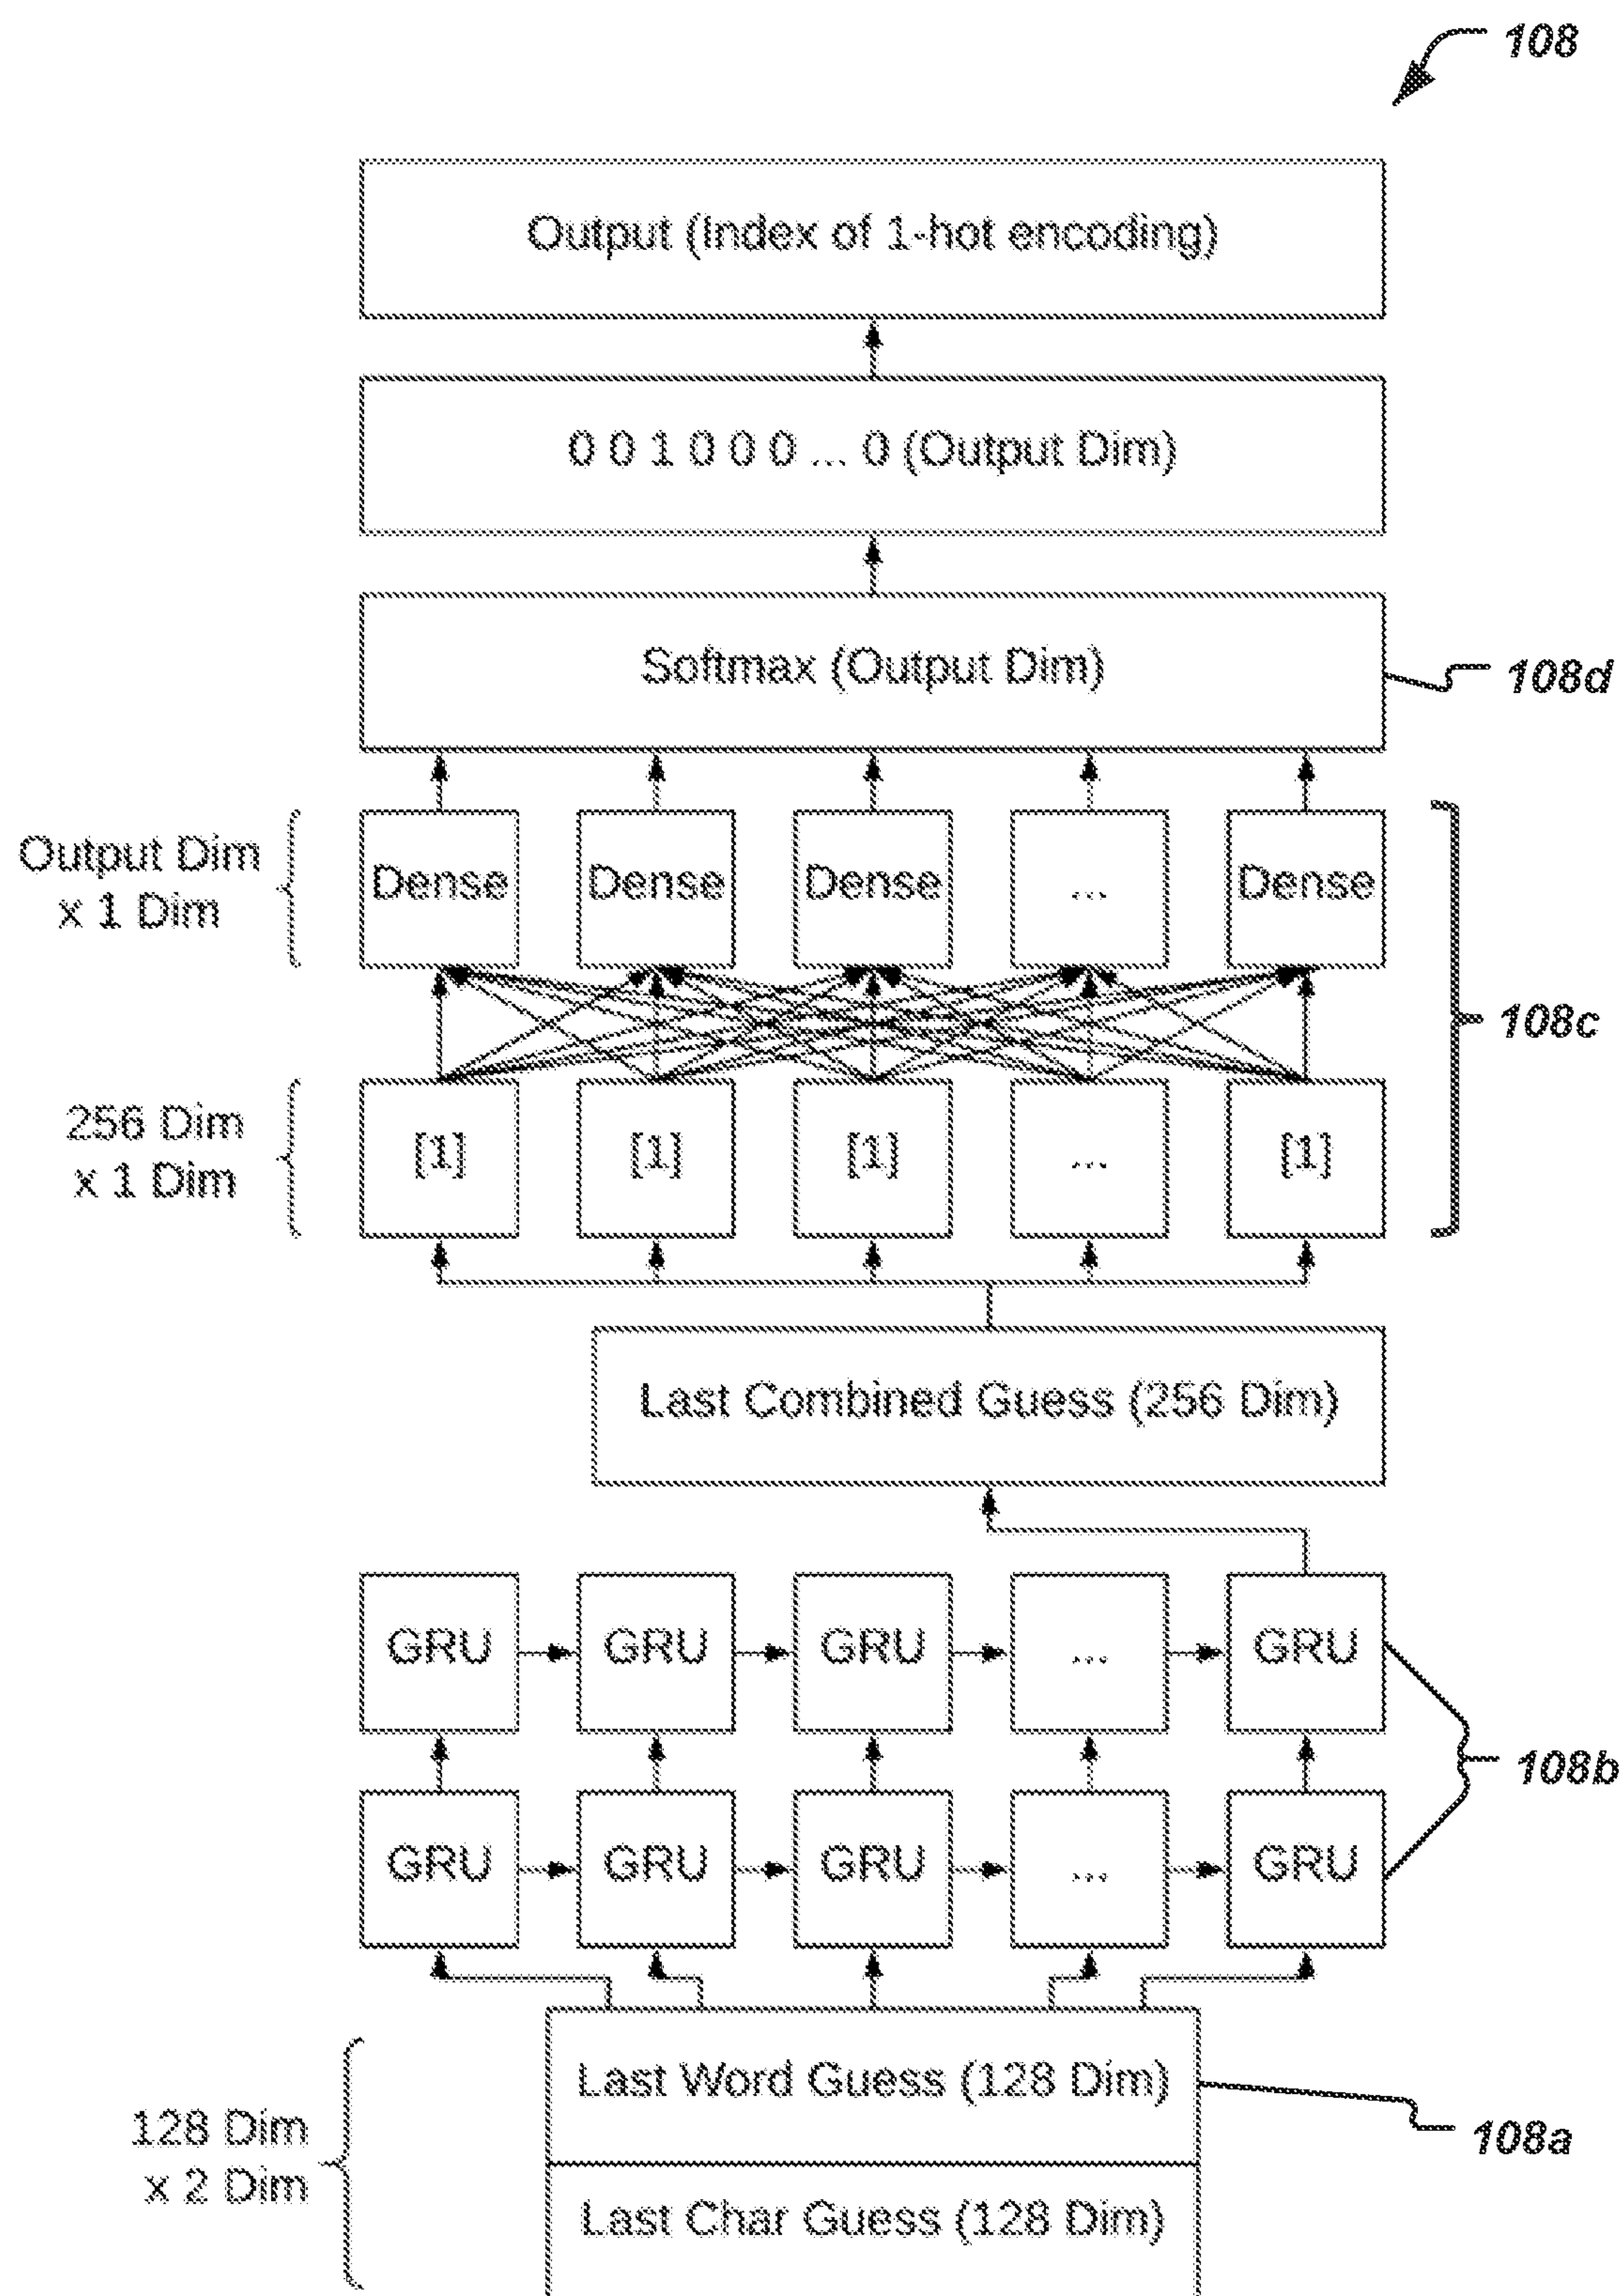 108
Output (Index of 1-hot encoding)
0 0 1 0 0 0 ... 0 (Output Dim)
Softmax (Output Dim)
108d
Output Dim
x 1 Dim
Dense Dense Dense ... Dense
108c
256 Dim
x 1 Dim
[1] [1] [1] ... [1]
Last Combined Guess (256 Dim)
GRU GRU GRU ... GRU
108b
GRU GRU GRU ... GRU
128 Dim
x 2 Dim
Last Word Guess (128 Dim)
108a
Last Char Guess (128 Dim)